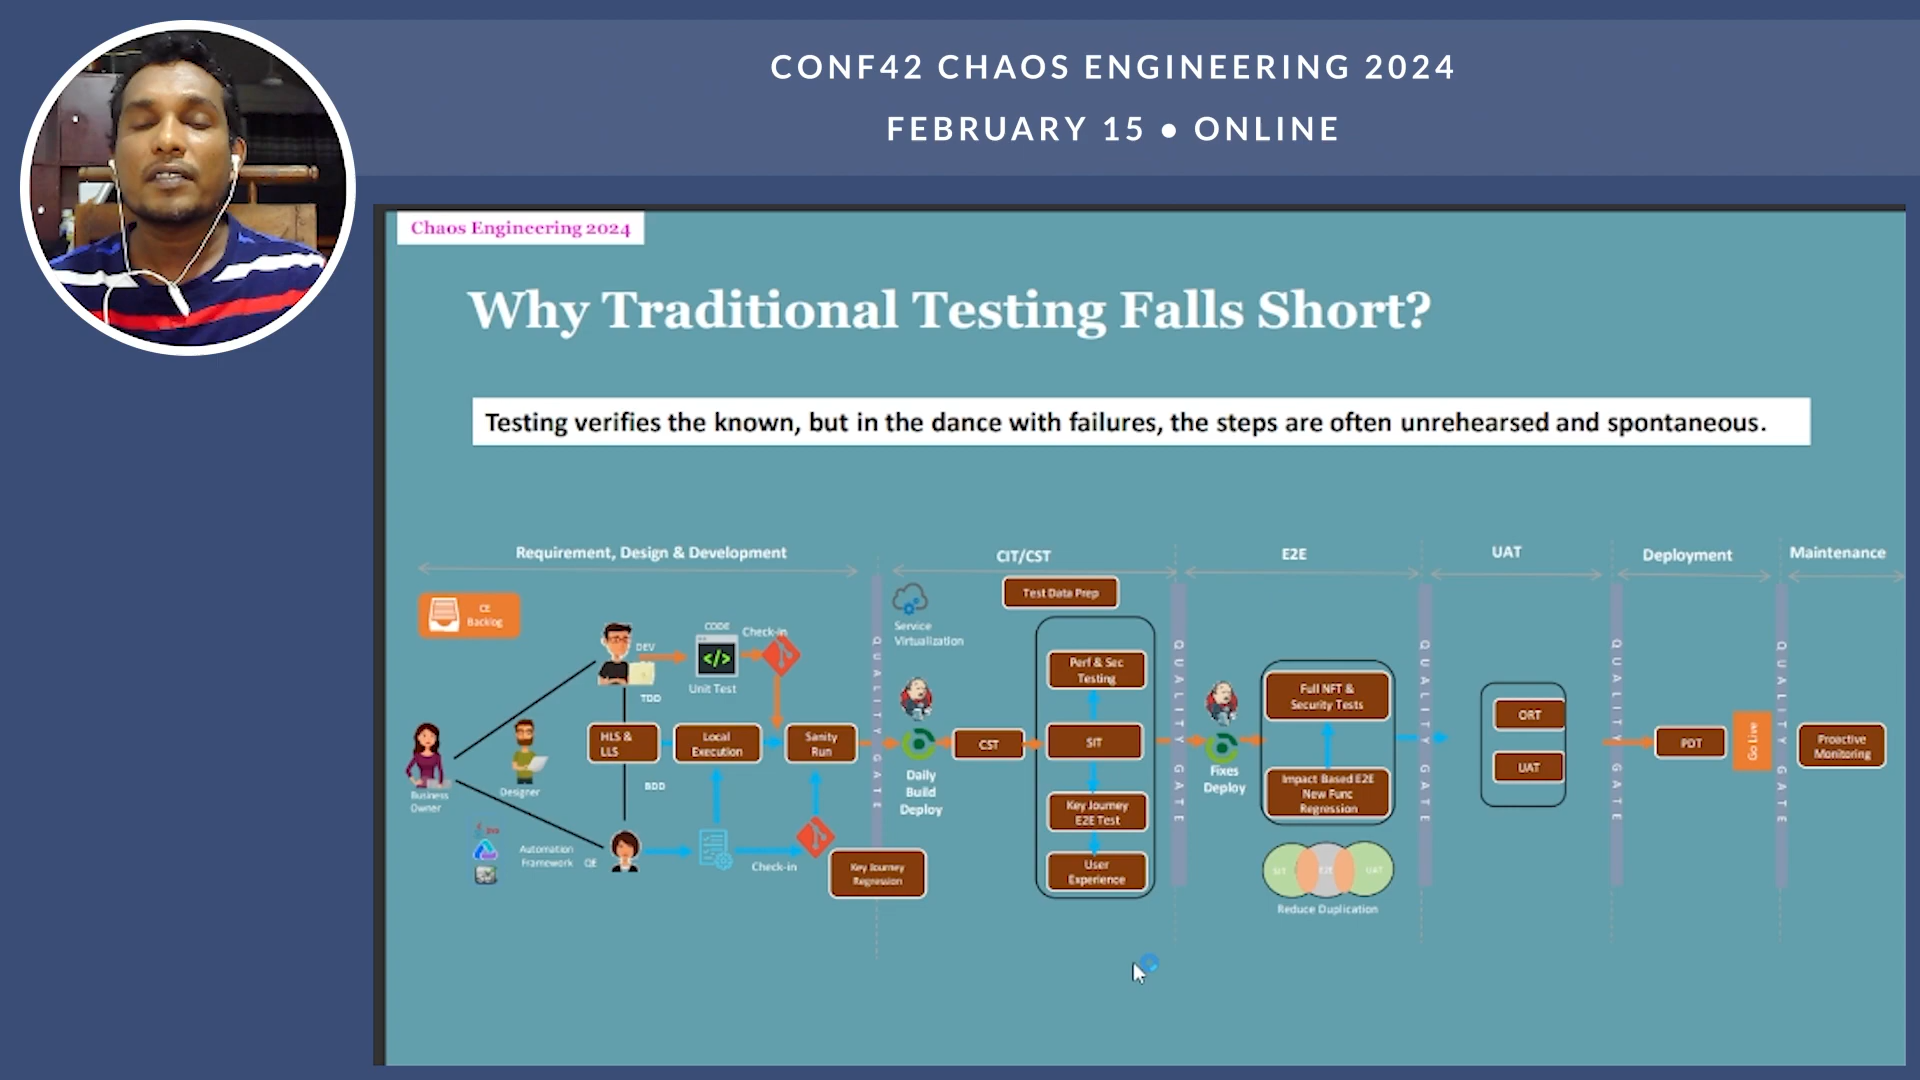 CONF42 CHAOS ENGINEERING 2024
FEBRUARY 15 • ONLINE
Chaos Engineering 2024
Why Traditional Testing Falls Short?
Testing verifies the known, but in the dance with failures, the steps are often unrehearsed and spontaneous.
Requirement, Design & Development
CIT/CST
E2E
UAT
Deployment
Maintenance
CE
Backlog
DEV
TDD
CODE
</>
Unit Test
Check-in
HLS &
LLS
Local
Execution
Sanity
Run
BDD
Business
Owner
Designer
Automation
Framework
QE
Check-in
Key Journey
Regression
QUALITY GATE
Service
Virtualization
Test Data Prep
Daily
Build
Deploy
CST
Perf & Sec
Testing
SIT
Key Journey
E2E Test
User
Experience
QUALITY GATE
Fixes
Deploy
Full NFT &
Security Tests
Impact Based E2E
New Func
Regression
SIT
E2E
UAT
Reduce Duplication
QUALITY GATE
ORT
UAT
QUALITY GATE
PDT
Go Live
QUALITY GATE
Proactive
Monitoring